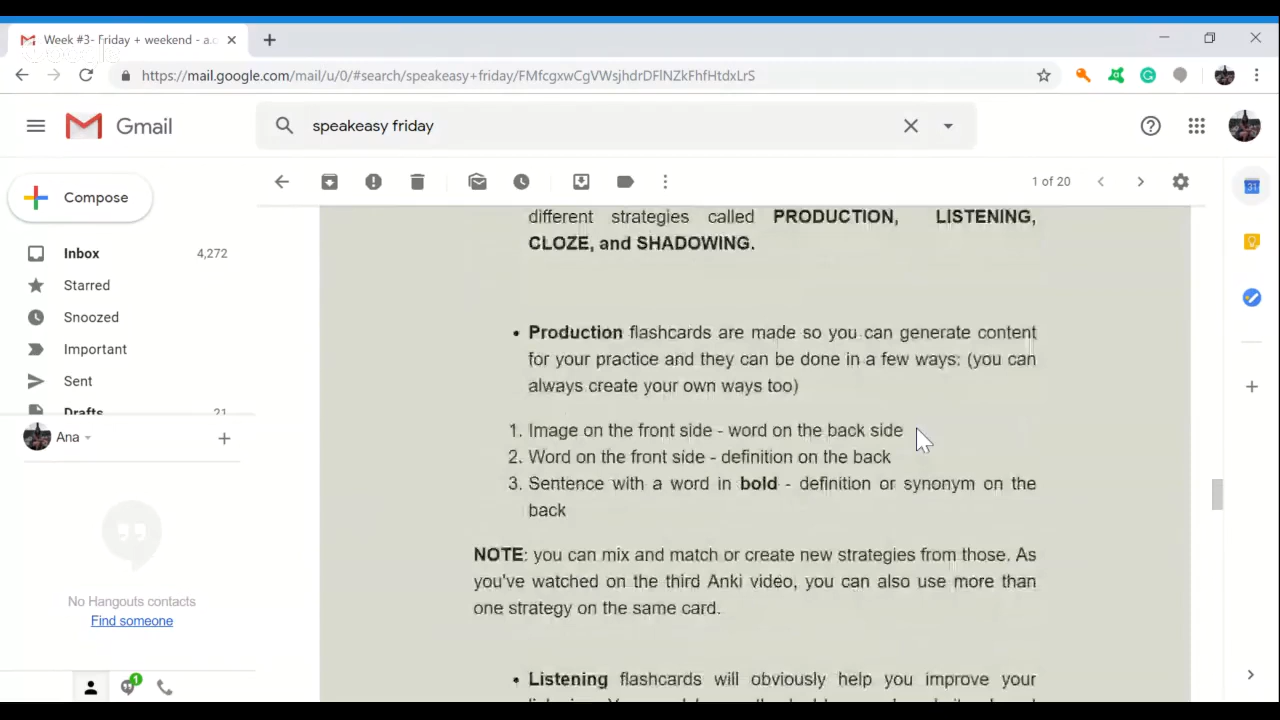 Week #3- Friday + weekend - a.c
https://mail.google.com/mail/u/0/#search/speakeasy+friday/FMfcgxwCgVWsjhdrDFlNZkFhfHtdxLrS
Gmail
speakeasy friday
Compose
1 of 20
31
Inbox 4,272
Starred
Snoozed
Important
Sent
Drafts 21
Ana
No Hangouts contacts
Find someone
1
different strategies called PRODUCTION, LISTENING,
CLOZE, and SHADOWING.
• Production flashcards are made so you can generate content
for your practice and they can be done in a few ways: (you can
always create your own ways too)
1. Image on the front side - word on the back side
2. Word on the front side - definition on the back
3. Sentence with a word in bold - definition or synonym on the
back
NOTE: you can mix and match or create new strategies from those. As
you've watched on the third Anki video, you can also use more than
one strategy on the same card.
• Listening flashcards will obviously help you improve your